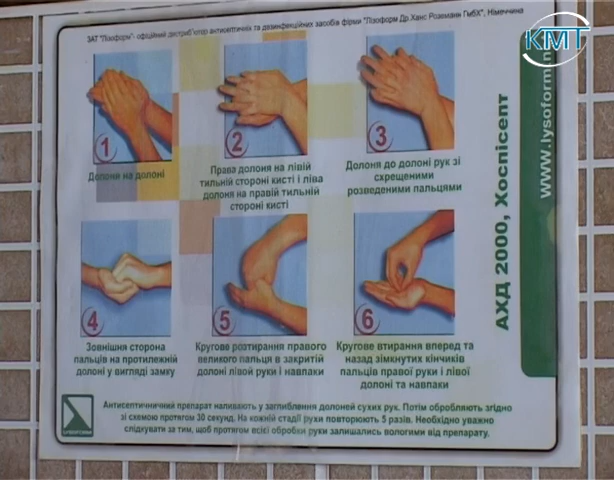 ЗАТ "Лізоформ"- офіційний дистриб'ютор антисептичних та дезинфекційних засобів фірми "Лізоформ Др.Ханс Роземанн ГмбХ", Німеччина
КМТ
1
Долоня на долоні
2
Права долоня на лівій
тильній стороні кисті і ліва
долоня на правій тильній
стороні кисті
3
Долоня до долоні рук зі
схрещеними
розведеними пальцями
4
Зовнішня сторона
пальців на протилежній
долоні у вигляді замку
5
Кругове розтирання правого
великого пальця в закритій
долоні лівой руки і навпаки
6
Кругове втирання вперед та
назад зімкнутих кінчиків
пальців правої руки і лівої
долоні та навпаки
АХД 2000, Хоспісепт
www.lysoform.
Антисептичничий препарат наливають у заглиблення долоней сухих рук. Потім обробляють згідно
зі схемою протягом 30 секунд. На кожній стадії рухи повторюють 5 разів. Необхідно уважно
слідкувати за тим, щоб протягом всієї обробки руки залишались вологими від препарату.